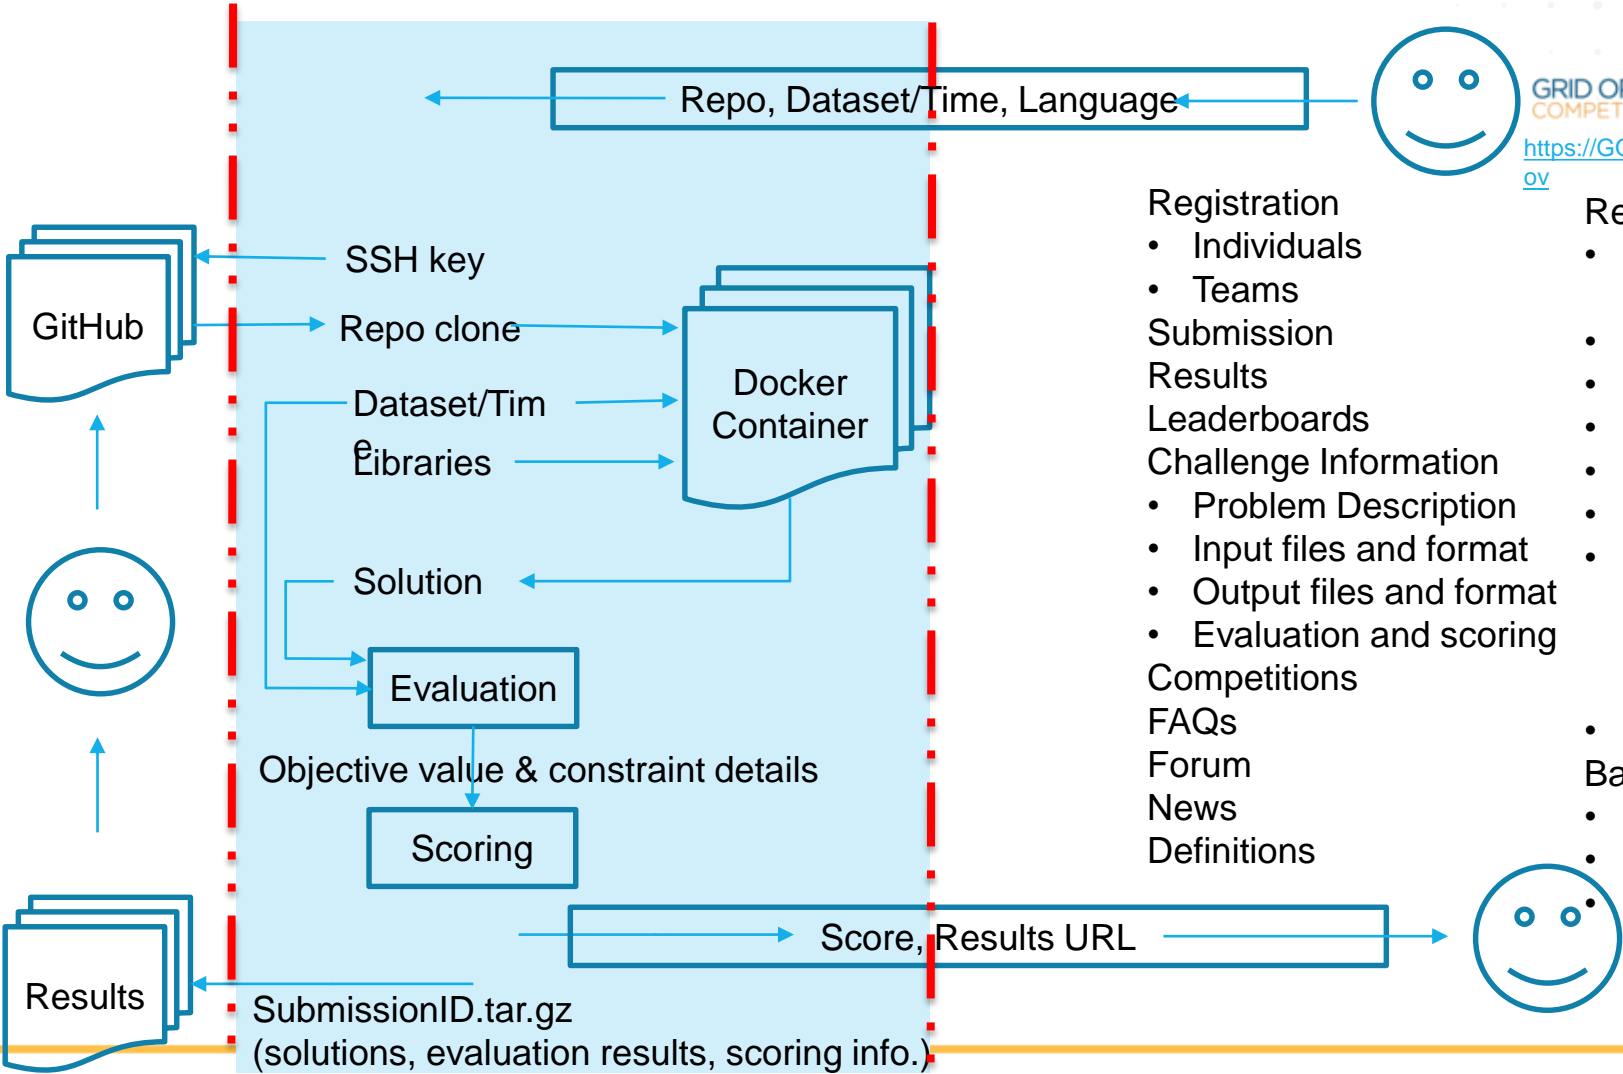 Repo, Dataset/Time, Language
GRID
https://GO
ov
SSH key
GitHub
Repo clone
Dataset/Tim
e
Libraries
Docker
Container
Solution
Evaluation
Objective value & constraint details
Scoring
Score, Results URL
Results
SubmissionID.tar.gz
(solutions, evaluation results, scoring info.)
Registration
• Individuals
• Teams
Submission
Results
Leaderboards
Challenge Information
• Problem Description
• Input files and format
• Output files and format
• Evaluation and scoring
Competitions
FAQs
Forum
News
Definitions
Re
Ba